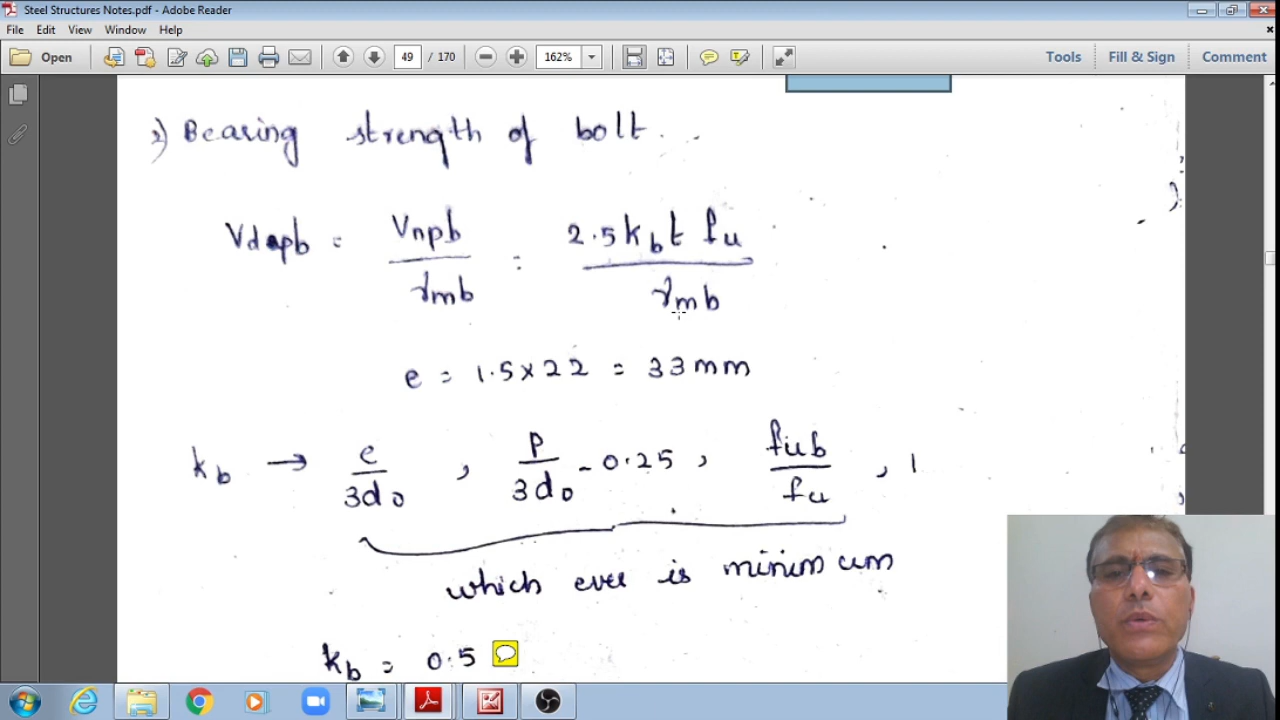 Steel Structures Notes.pdf - Adobe Reader
File Edit View Window Help
Open 49 / 170 162% Tools Fill & Sign Comment
2) Bearing strength of bolt.
Vdpb = Vnpb / γmb = 2.5 kb t fu / γmb
e = 1.5 × 22 = 33 mm
kb → e / 3d0 , p / 3d0 - 0.25 , fub / fu , 1
which ever is minimum
kb = 0.5